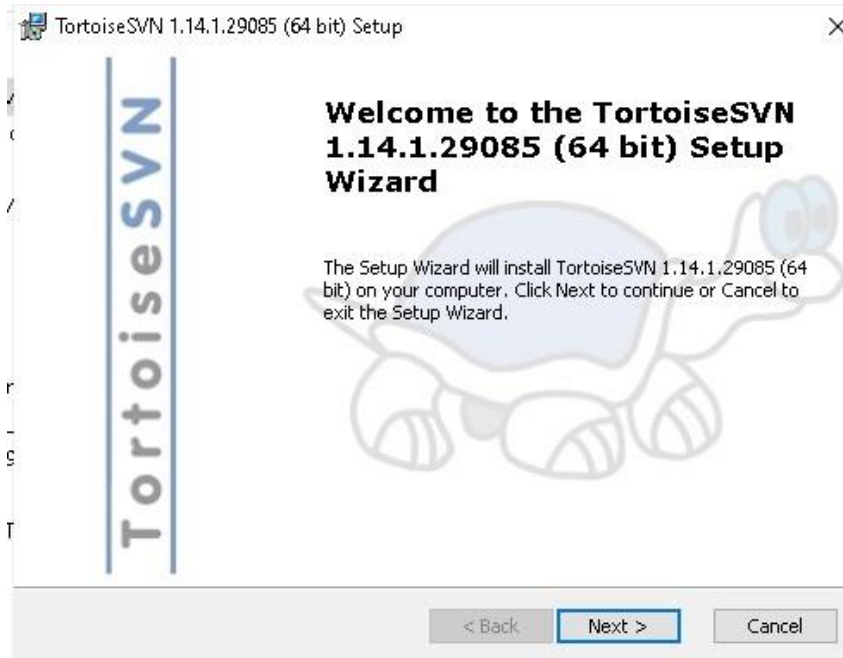 TortoiseSVN 1.14.1.29085 (64 bit) Setup
TortoiseSVN
Welcome to the TortoiseSVN
1.14.1.29085 (64 bit) Setup
Wizard
The Setup Wizard will install TortoiseSVN 1.14.1.29085 (64
bit) on your computer. Click Next to continue or Cancel to
exit the Setup Wizard.
< Back
Next >
Cancel